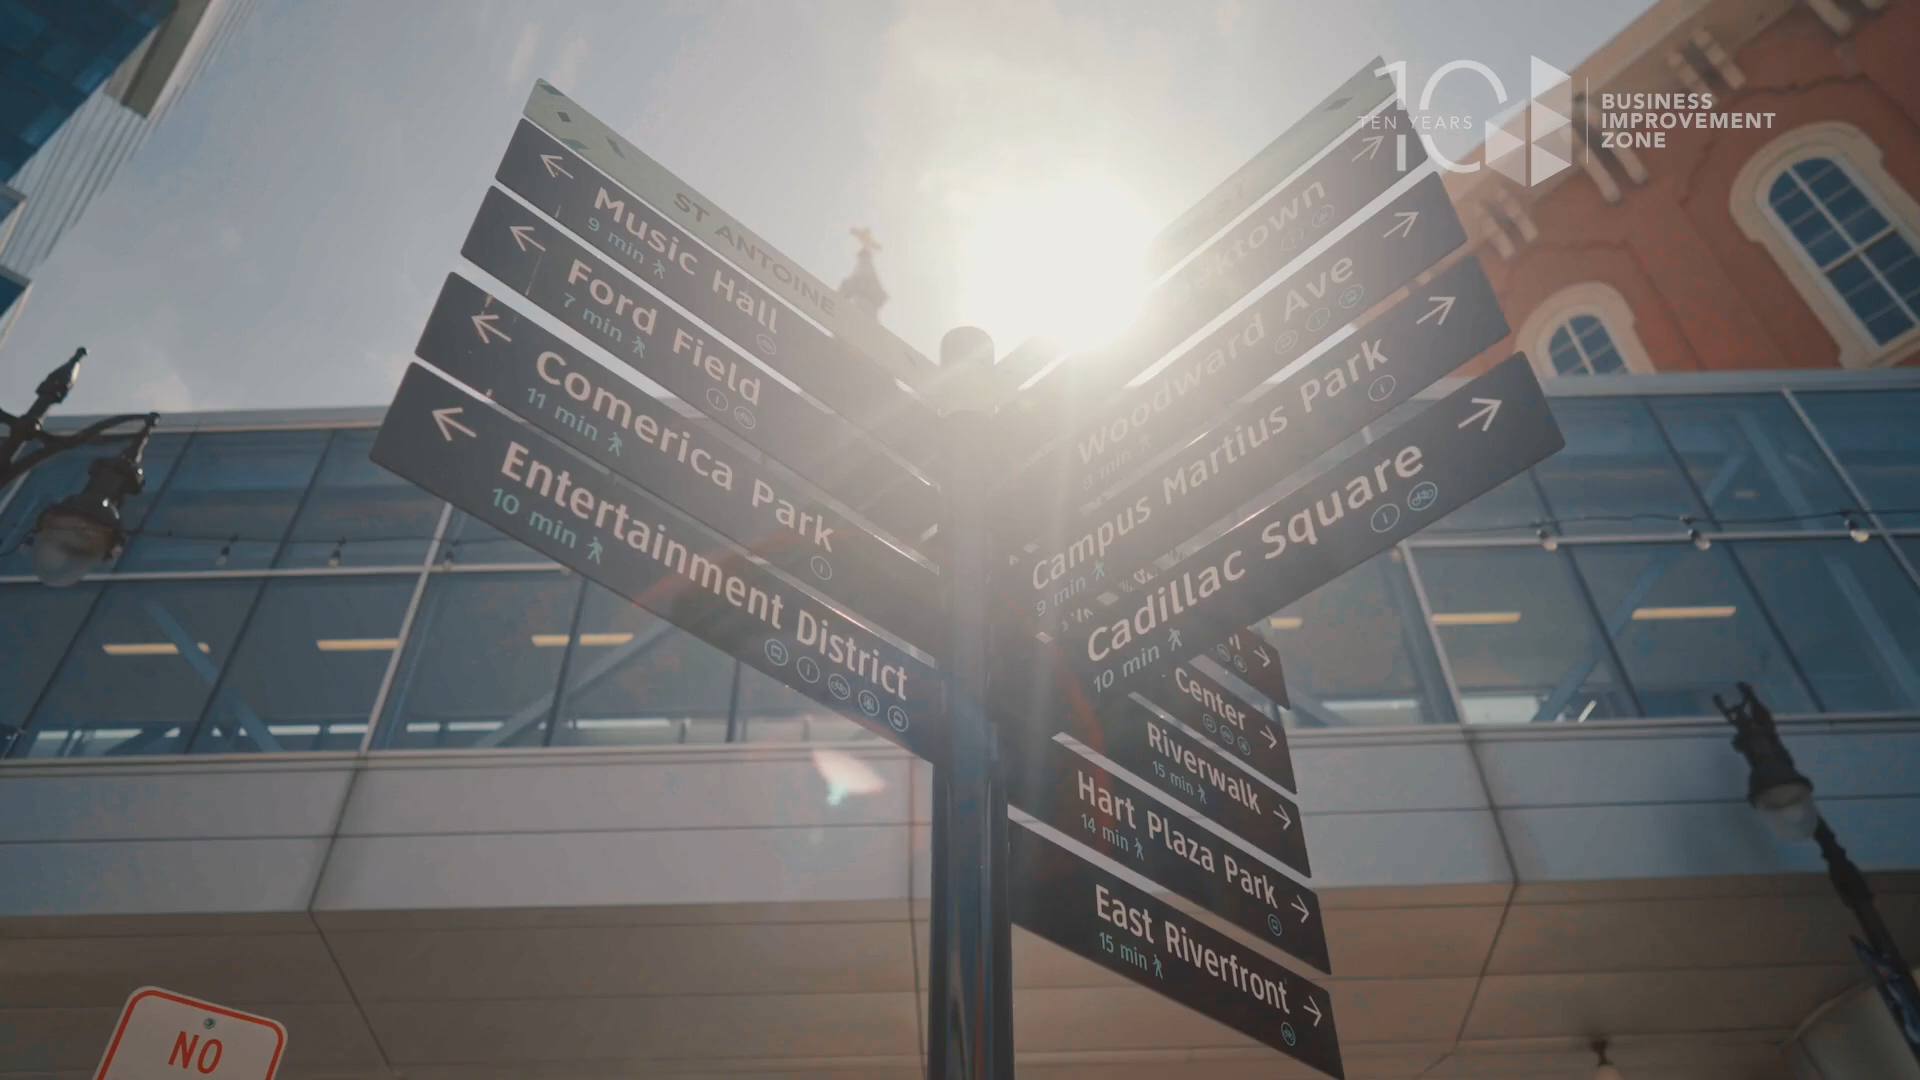 ST ANTOINE
Music Hall
9 min
Ford Field
7 min
Comerica Park
11 min
Entertainment District
10 min
Woodward Ave
Campus Martius Park
9 min
Cadillac Square
10 min
Center
Riverwalk
15 min
Hart Plaza Park
14 min
East Riverfront
15 min
NO
10
TEN YEARS
BUSINESS
IMPROVEMENT
ZONE